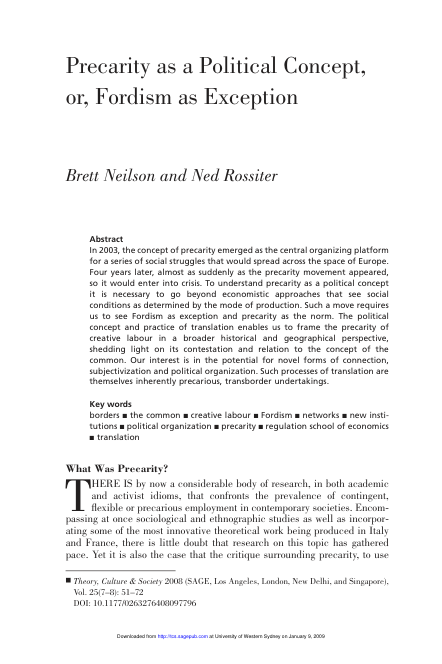 Precarity as a Political Concept,
or, Fordism as Exception
Brett Neilson and Ned Rossiter
Abstract
In 2003, the concept of precarity emerged as the central organizing platform
for a series of social struggles that would spread across the space of Europe.
Four years later, almost as suddenly as the precarity movement appeared,
so it would enter into crisis. To understand precarity as a political concept
it is necessary to go beyond economistic approaches that see social
conditions as determined by the mode of production. Such a move requires
us to see Fordism as exception and precarity as the norm. The political
concept and practice of translation enables us to frame the precarity of
creative labour in a broader historical and geographical perspective,
shedding light on its contestation and relation to the concept of the
common. Our interest is in the potential for novel forms of connection,
subjectivization and political organization. Such processes of translation are
themselves inherently precarious, transborder undertakings.
Key words
borders ■ the common ■ creative labour ■ Fordism ■ networks ■ new insti-
tutions ■ political organization ■ precarity ■ regulation school of economics
■ translation
What Was Precarity?
THERE IS by now a considerable body of research, in both academic
and activist idioms, that confronts the prevalence of contingent,
flexible or precarious employment in contemporary societies. Encom-
passing at once sociological and ethnographic studies as well as incorpor-
ating some of the most innovative theoretical work being produced in Italy
and France, there is little doubt that research on this topic has gathered
pace. Yet it is also the case that the critique surrounding precarity, to use
■ Theory, Culture & Society 2008 (SAGE, Los Angeles, London, New Delhi, and Singapore),
Vol. 25(7–8): 51–72
DOI: 10.1177/0263276408097796
Downloaded from http://tcs.sagepub.com at University of Western Sydney on January 9, 2009